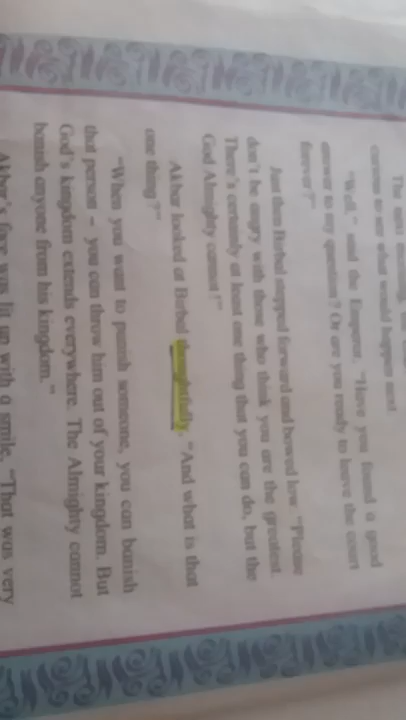 The next morning, the
curious to see what would happen next.
"Well," said the Emperor, "Have you found a good
answer to my question? Or are you ready to leave the court
forever?"
Just then Birbal stepped forward and bowed low. "Please
don't be angry with those who think you are the greatest.
There's certainly at least one thing that you can do, but the
God Almighty cannot!"
Akbar looked at Birbal thoughtfully. "And what is that
one thing?"
"When you want to punish someone, you can banish
that person – you can throw him out of your kingdom. But
God's kingdom extends everywhere. The Almighty cannot
banish anyone from his kingdom."
Akbar's face was lit up with a smile, "That was very